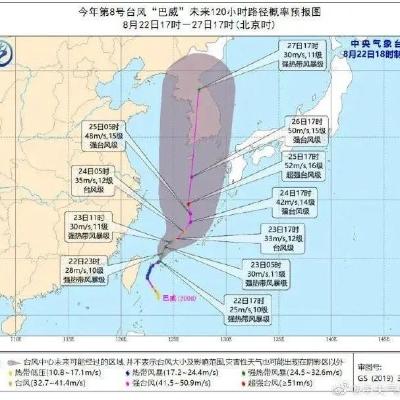 今年第8号台风“巴威”未来120小时路径概率预报图
8月22日17时—27日17时(北京时)
中央气象台
8月22日18时制
27日17时
30m/s,11级
强热带风暴级
25日05时
48m/s,15级
强台风级
26日17时
50m/s,15级
强台风级
24日05时
35m/s,12级
台风级
25日17时
52m/s,16级
超强台风级
23日11时
30m/s,11级
强热带风暴级
24日17时
42m/s,14级
强台风级
22日23时
28m/s,10级
强热带风暴级
23日17时
33m/s,12级
台风级
23日05时
30m/s,11级
强热带风暴级
22日17时
25m/s,10级
强热带风暴级
巴威(2008)
台风中心未来可能经过的区域,并不表示台风大小及影响范围,灾害性天气也可能出现在阴影区以外
热带低压(10.8—17.1m/s)
热带风暴(17.2—24.4m/s)
强热带风暴(24.5—32.6m/s)
台风(32.7—41.4m/s)
强台风(41.5—50.9m/s)
超强台风(≥51m/s)
审图号:
GS (2019) 3